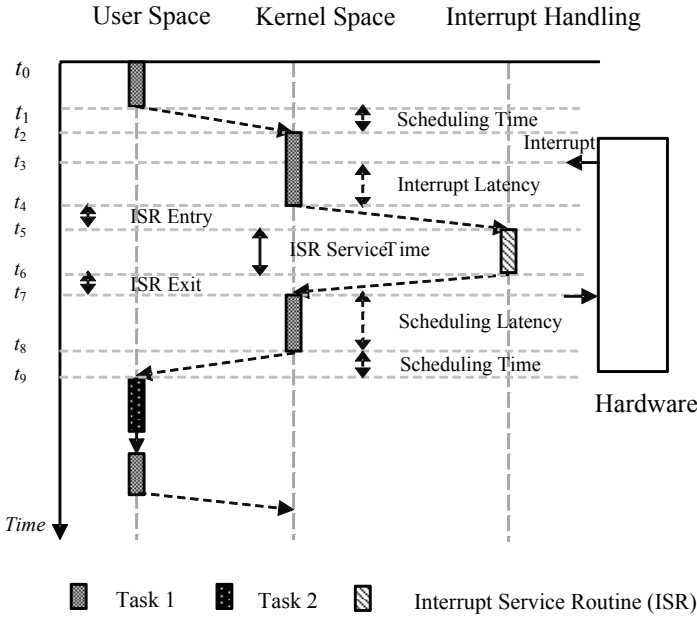 User Space Kernel Space Interrupt Handling
t0
t1
Scheduling Time
t2
Interrupt
t3
Interrupt Latency
t4
ISR Entry
t5
ISR ServiceTime
t6
ISR Exit
t7
Scheduling Latency
t8
Scheduling Time
t9
Hardware
Time
Task 1 Task 2 Interrupt Service Routine (ISR)